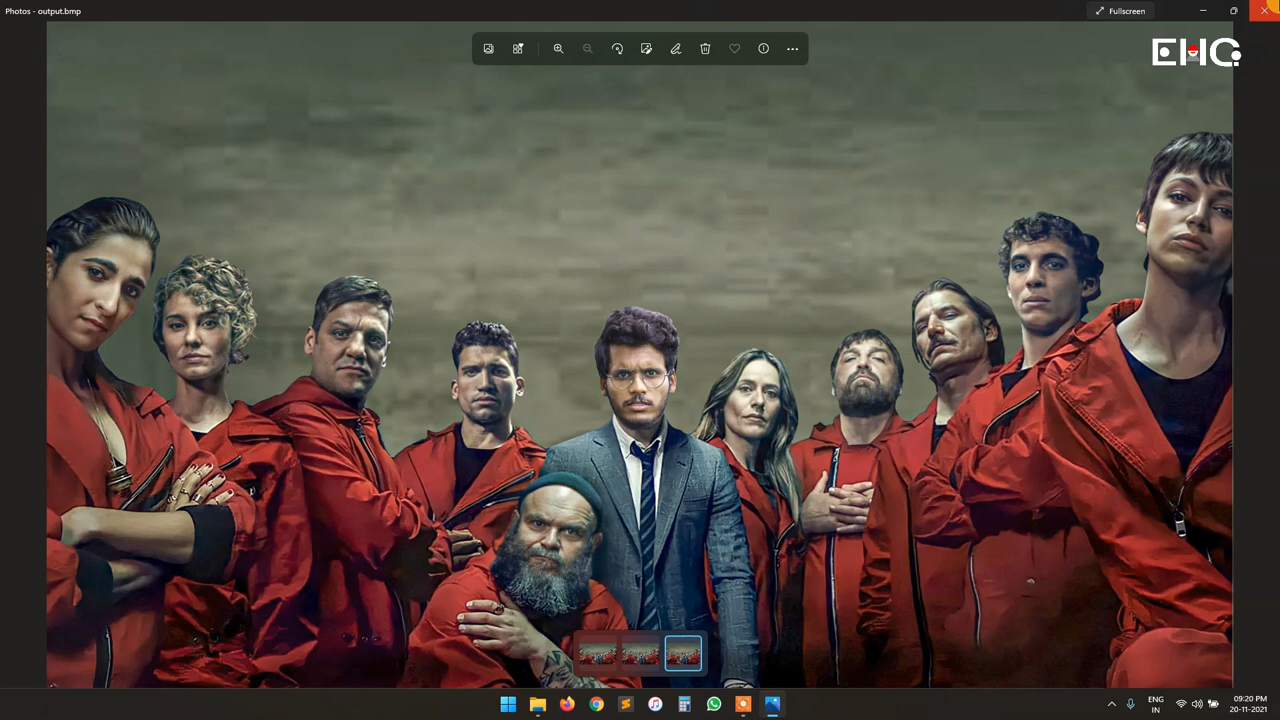 Photos - output.bmp
Fullscreen
EHC
ENG
IN
09:20 PM
20-11-2021